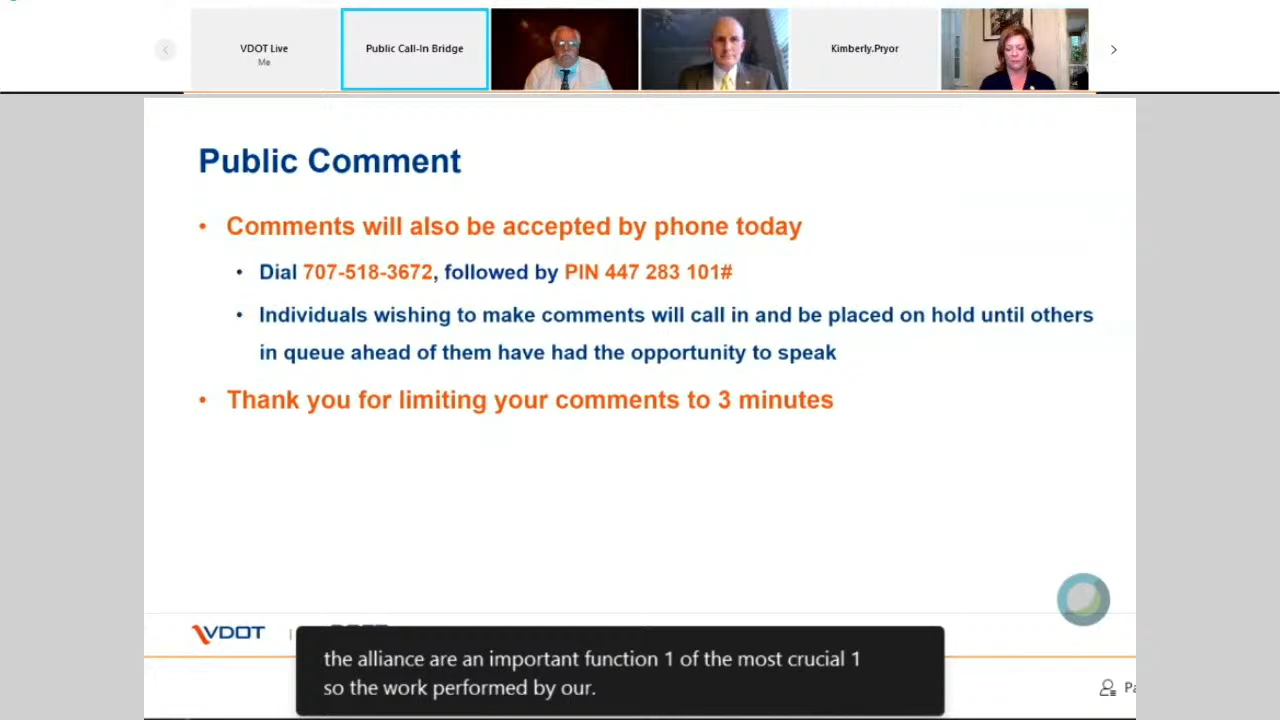 VDOT Live
Me
Public Call-In Bridge
Kimberly.Pryor
Public Comment
• Comments will also be accepted by phone today
• Dial 707-518-3672, followed by PIN 447 283 101#
• Individuals wishing to make comments will call in and be placed on hold until others
in queue ahead of them have had the opportunity to speak
• Thank you for limiting your comments to 3 minutes
VDOT
the alliance are an important function 1 of the most crucial 1
so the work performed by our.